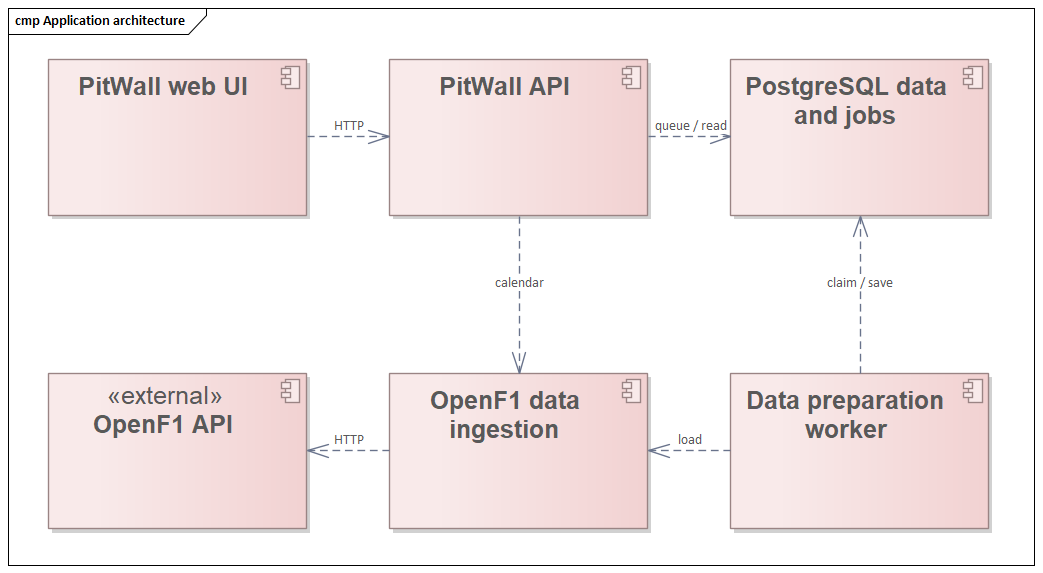 cmp Application architecture
PitWall web UI
PitWall API
PostgreSQL data
and jobs
HTTP
queue / read
calendar
claim / save
«external»
OpenF1 API
OpenF1 data
ingestion
Data preparation
worker
HTTP
load